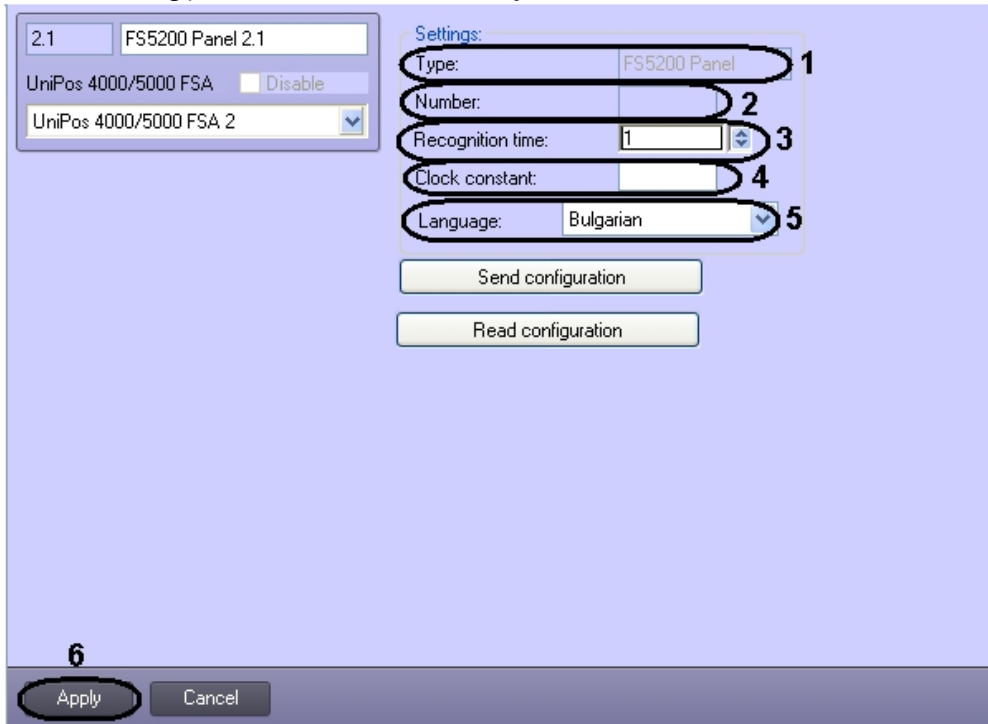 2.1 FS5200 Panel 2.1
UniPos 4000/5000 FSA Disable
UniPos 4000/5000 FSA 2
Settings:
Type: FS5200 Panel 1
Number: 2
Recognition time: 1 3
Clock constant: 4
Language: Bulgarian 5
Send configuration
Read configuration
6
Apply Cancel